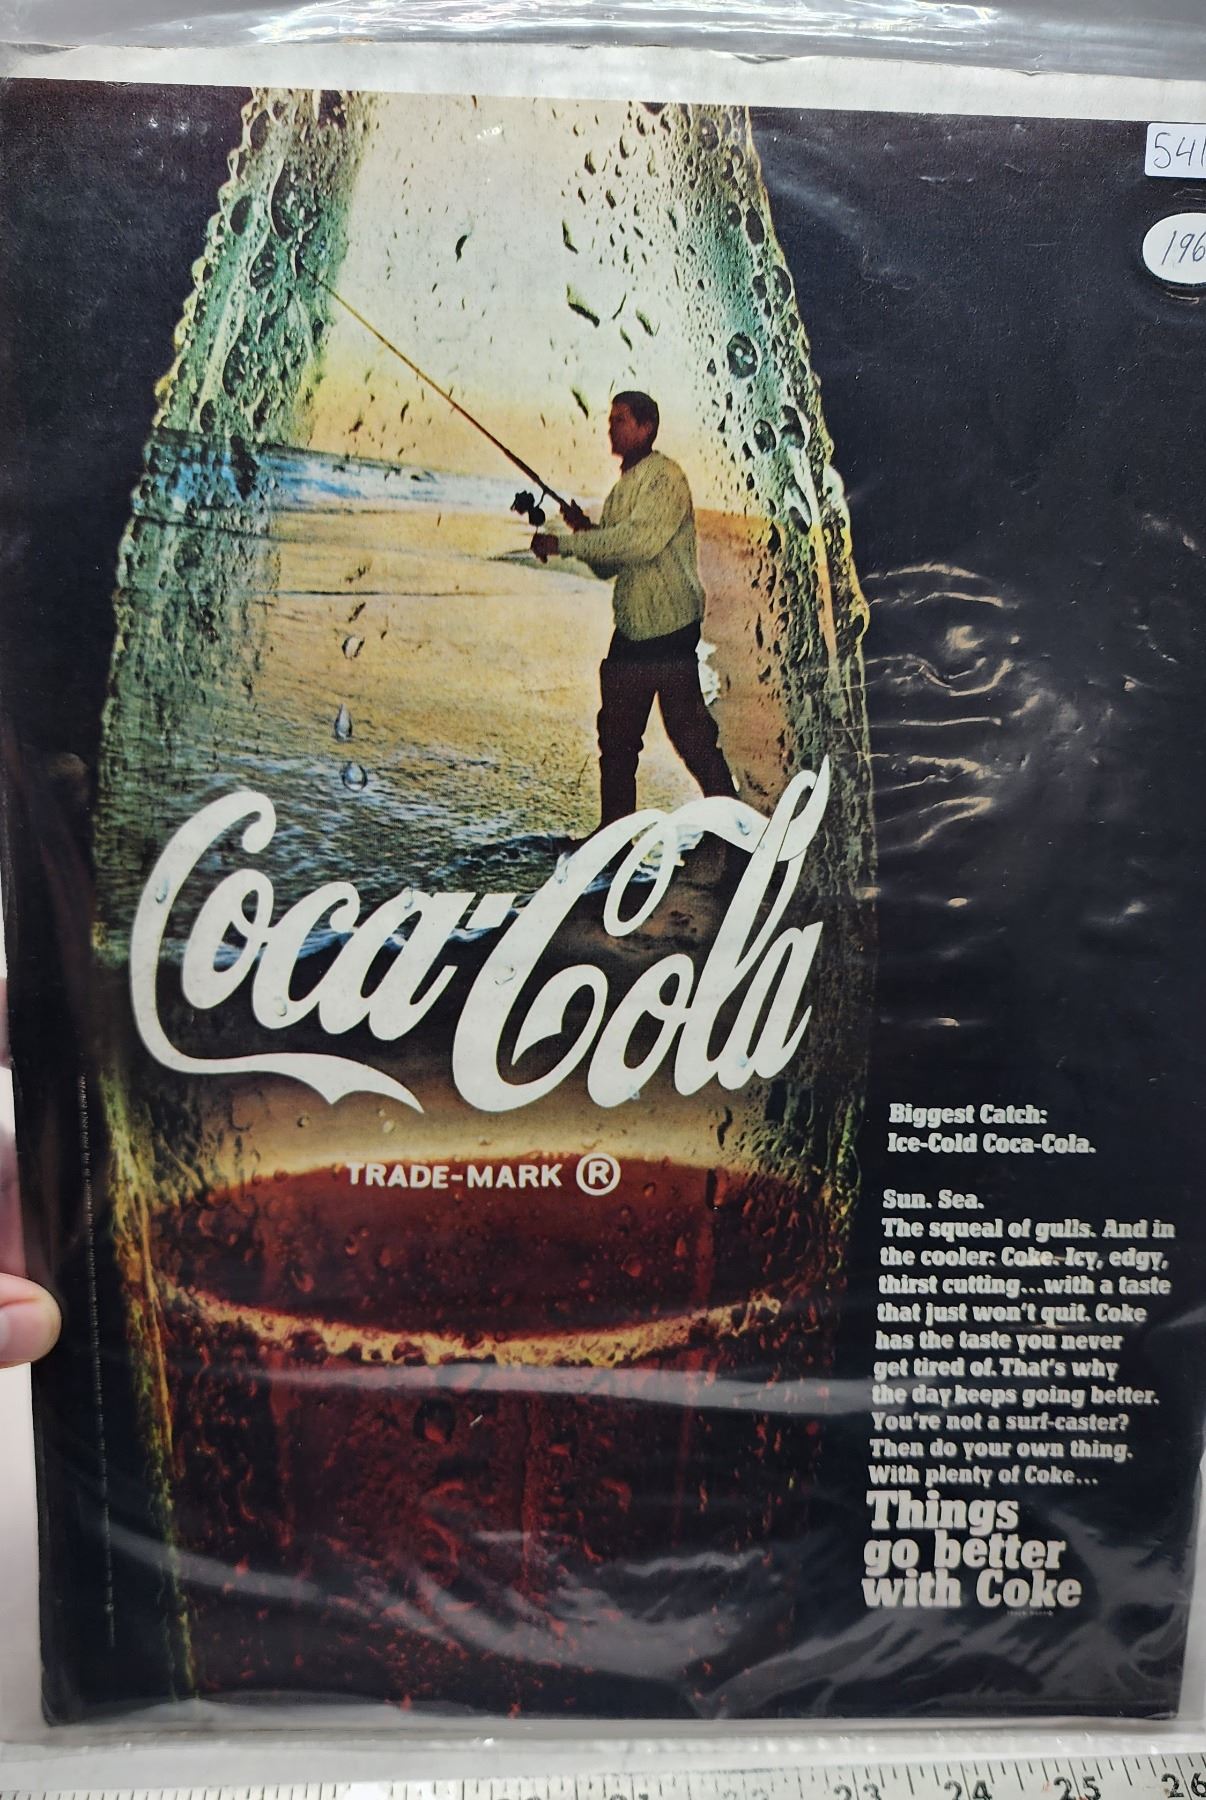 541
196
Coca-Cola
TRADE-MARK ®
Biggest Catch:
Ice-Cold Coca-Cola.
Sun. Sea.
The squeal of gulls. And in
the cooler: Coke. Icy, edgy,
thirst cutting...with a taste
that just won't quit. Coke
has the taste you never
get tired of. That's why
the day keeps going better.
You're not a surf-caster?
Then do your own thing.
With plenty of Coke...
Things
go better
with Coke
23 24 25 26